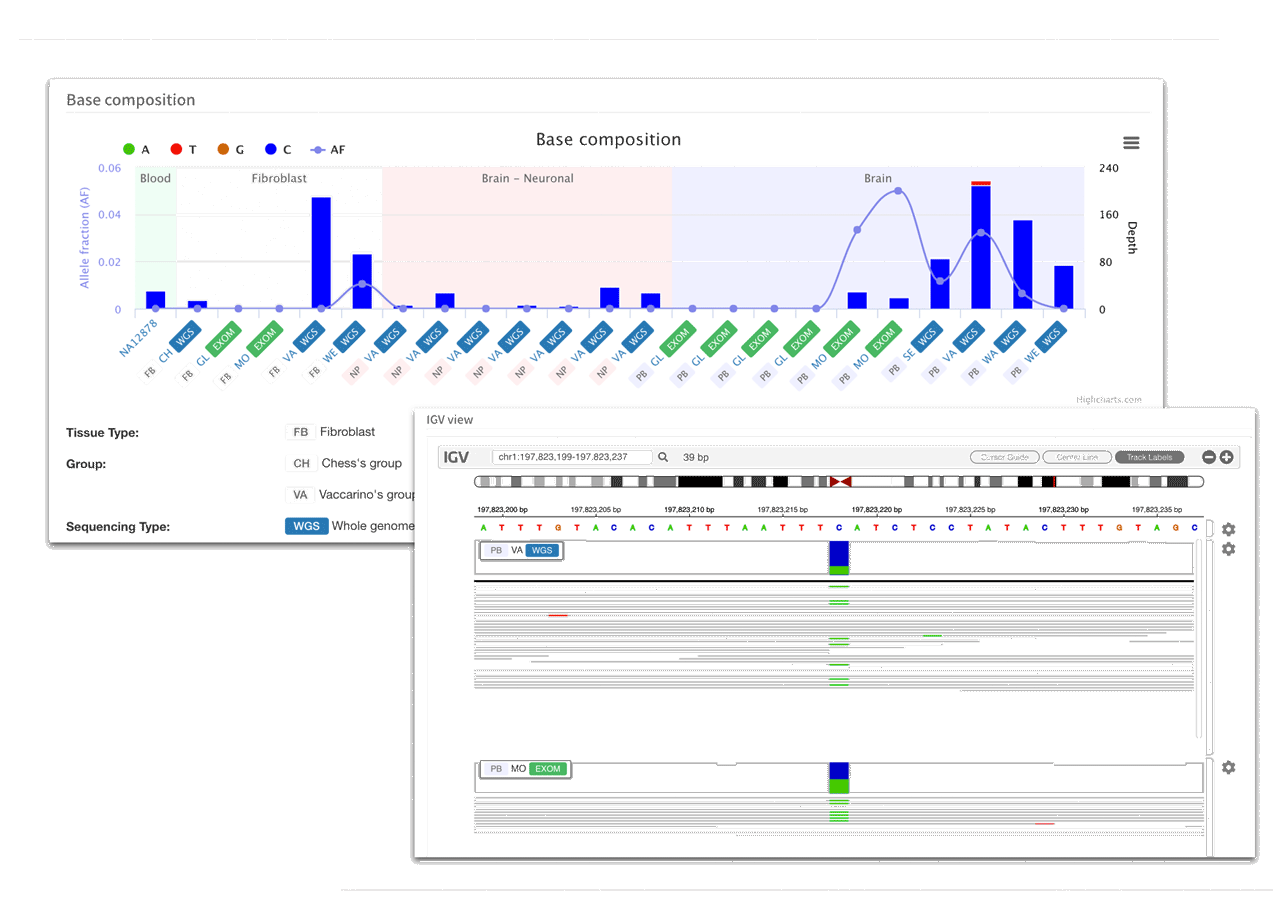 Base composition
Base composition
A T G C AF
0.06 240
Blood Fibroblast Brain – Neuronal Brain
0.04 160
0.02 80
0 0
Allele fraction (AF)
Depth
NA12878
FB CH WGS
FB GL EXOM
FB MO EXOM
FB VA WGS
FB WE WGS
NP VA WGS
NP VA WGS
NP VA WGS
NP VA WGS
NP VA WGS
NP VA WGS
NP VA WGS
PB GL EXOM
PB GL EXOM
PB GL EXOM
PB GL EXOM
PB MO EXOM
PB MO EXOM
PB SE WGS
PB VA WGS
PB WA WGS
PB WE WGS
Highcharts.com
Tissue Type: FB Fibroblast
Group: CH Chess's group
VA Vaccarino's group
Sequencing Type: WGS Whole genome
IGV view
IGV chr1:197,823,199-197,823,237 39 bp Cursor Guide Center Line Track Labels
197,823,200 bp 197,823,205 bp 197,823,210 bp 197,823,215 bp 197,823,220 bp 197,823,225 bp 197,823,230 bp 197,823,235 bp
A T T T G T A C A C A T T T A A T T T C A T C T C C T A T A C T T T G T A G C
PB VA WGS
PB MO EXOM